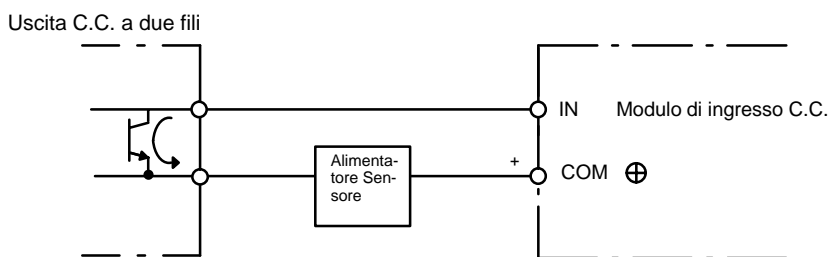 Uscita C.C. a due fili
IN Modulo di ingresso C.C.
Alimenta-
tore Sen-
sore
+
COM ⊕